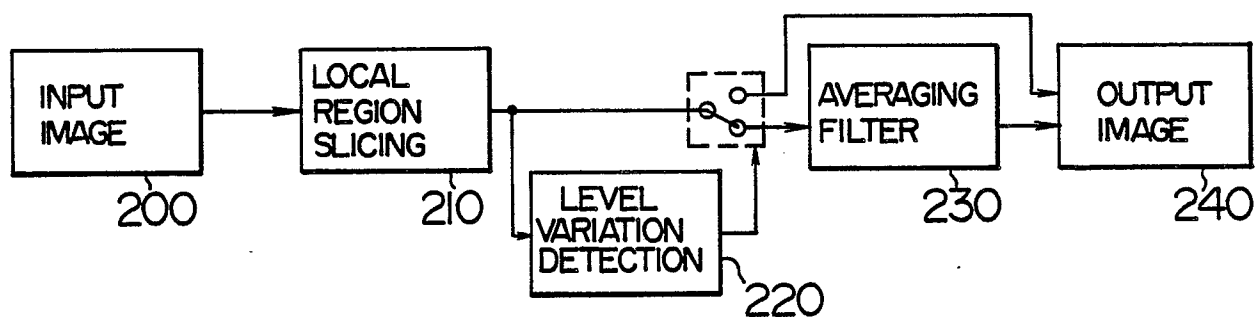 INPUT
IMAGE
200
LOCAL
REGION
SLICING
210
LEVEL
VARIATION
DETECTION
220
AVERAGING
FILTER
230
OUTPUT
IMAGE
240